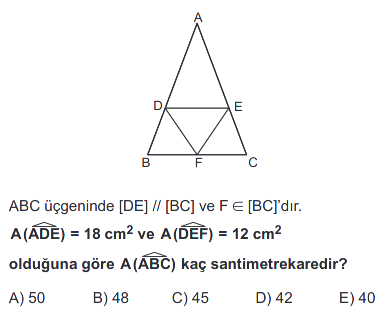 A
D
E
B
F
C
ABC üçgeninde [DE] // [BC] ve F ∈ [BC]'dır.
A(ADE) = 18 cm² ve A(DEF) = 12 cm²
olduğuna göre A(ABC) kaç santimetrekaredir?
A) 50 B) 48 C) 45 D) 42 E) 40